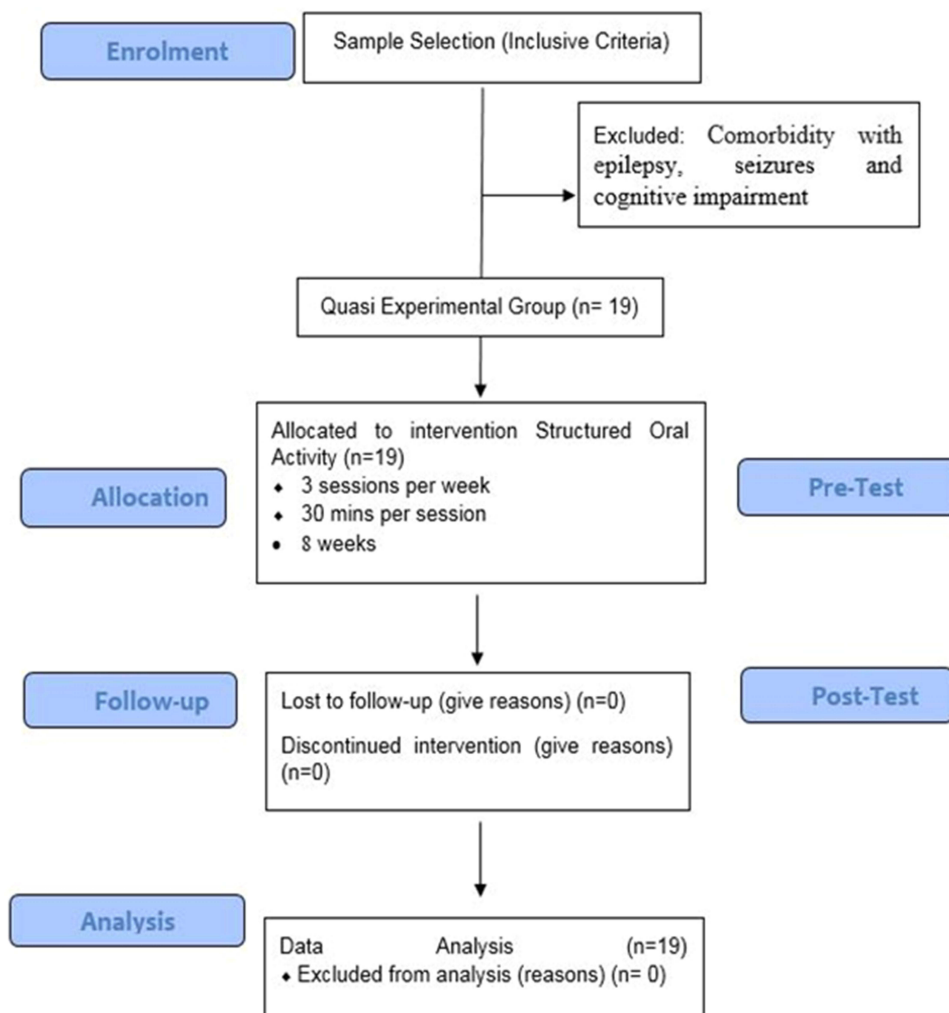 Enrolment
Sample Selection (Inclusive Criteria)
Excluded: Comorbidity with
epilepsy, seizures and
cognitive impairment
Quasi Experimental Group (n= 19)
Allocated to intervention Structured Oral
Activity (n=19)
⬥ 3 sessions per week
⬥ 30 mins per session
● 8 weeks
Allocation
Pre-Test
Follow-up
Lost to follow-up (give reasons) (n=0)
Discontinued intervention (give reasons)
(n=0)
Post-Test
Analysis
Data Analysis (n=19)
⬥ Excluded from analysis (reasons) (n= 0)